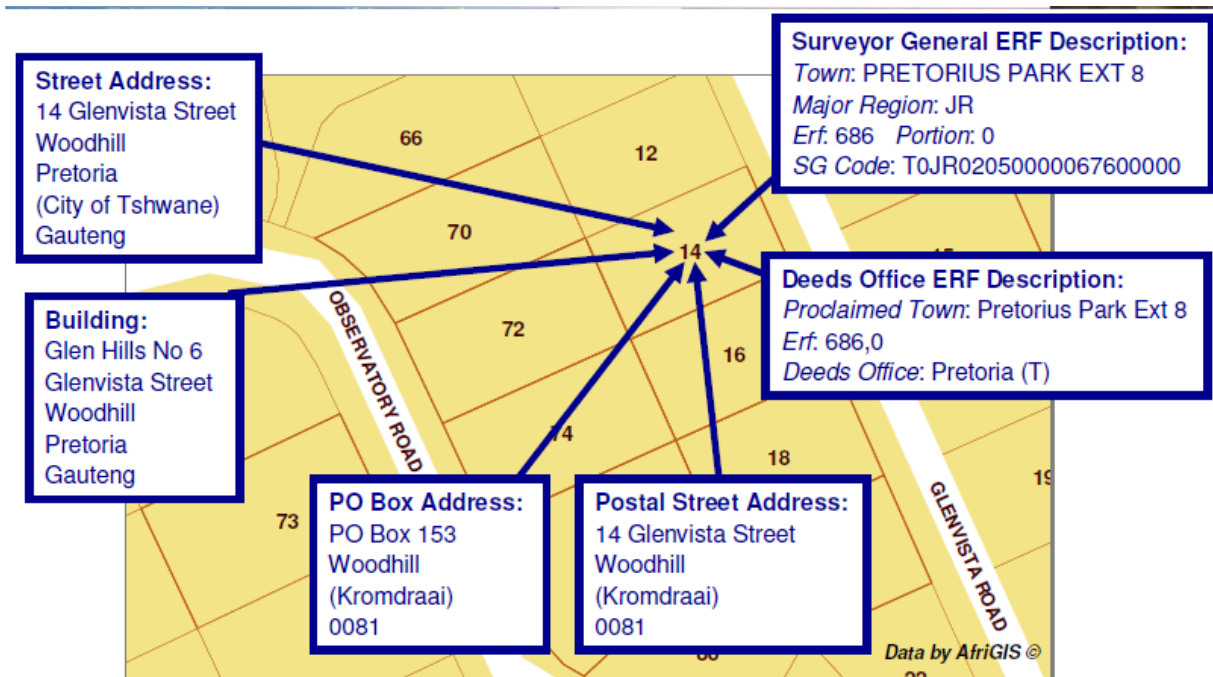 Street Address:
14 Glenvista Street
Woodhill
Pretoria
(City of Tshwane)
Gauteng
Surveyor General ERF Description:
Town: PRETORIUS PARK EXT 8
Major Region: JR
Erf: 686 Portion: 0
SG Code: T0JR02050000067600000
66
12
70
14
Building:
Glen Hills No 6
Glenvista Street
Woodhill
Pretoria
Gauteng
OBSERVATORY ROAD
72
16
Deeds Office ERF Description:
Proclaimed Town: Pretorius Park Ext 8
Erf: 686,0
Deeds Office: Pretoria (T)
74
18
73
19
PO Box Address:
PO Box 153
Woodhill
(Kromdraai)
0081
Postal Street Address:
14 Glenvista Street
Woodhill
(Kromdraai)
0081
GLENVISTA ROAD
Data by AfriGIS ©